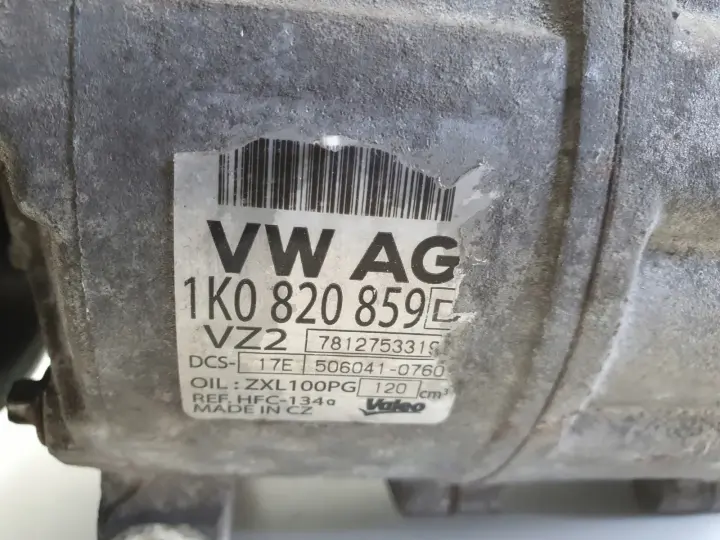 VW AG
1K0 820 859
VZ2 781275331
DCS- 17E 506041-0760
OIL : ZXL100PG 120 cm³
REF. HFC-134a
MADE IN CZ Valeo